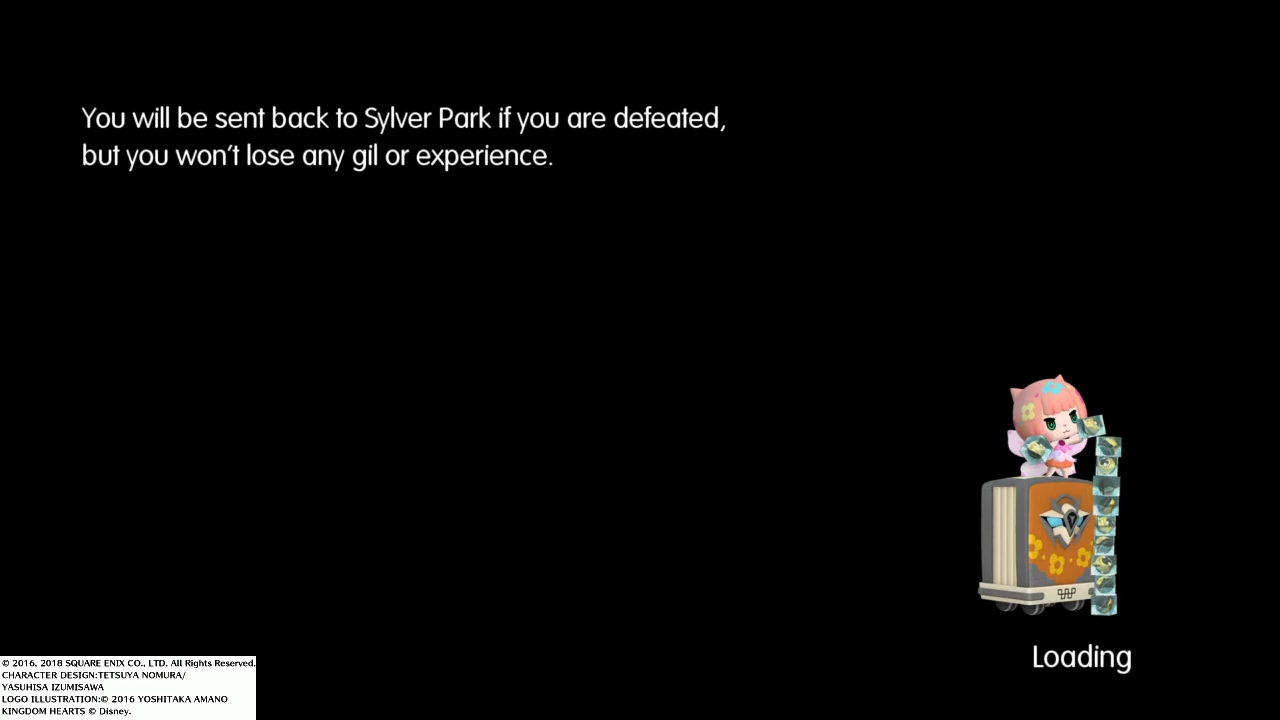 You will be sent back to Sylver Park if you are defeated,
but you won't lose any gil or experience.
Loading
© 2016, 2018 SQUARE ENIX CO., LTD. All Rights Reserved.
CHARACTER DESIGN:TETSUYA NOMURA/
YASUHISA IZUMISAWA
LOGO ILLUSTRATION:© 2016 YOSHITAKA AMANO
KINGDOM HEARTS © Disney.